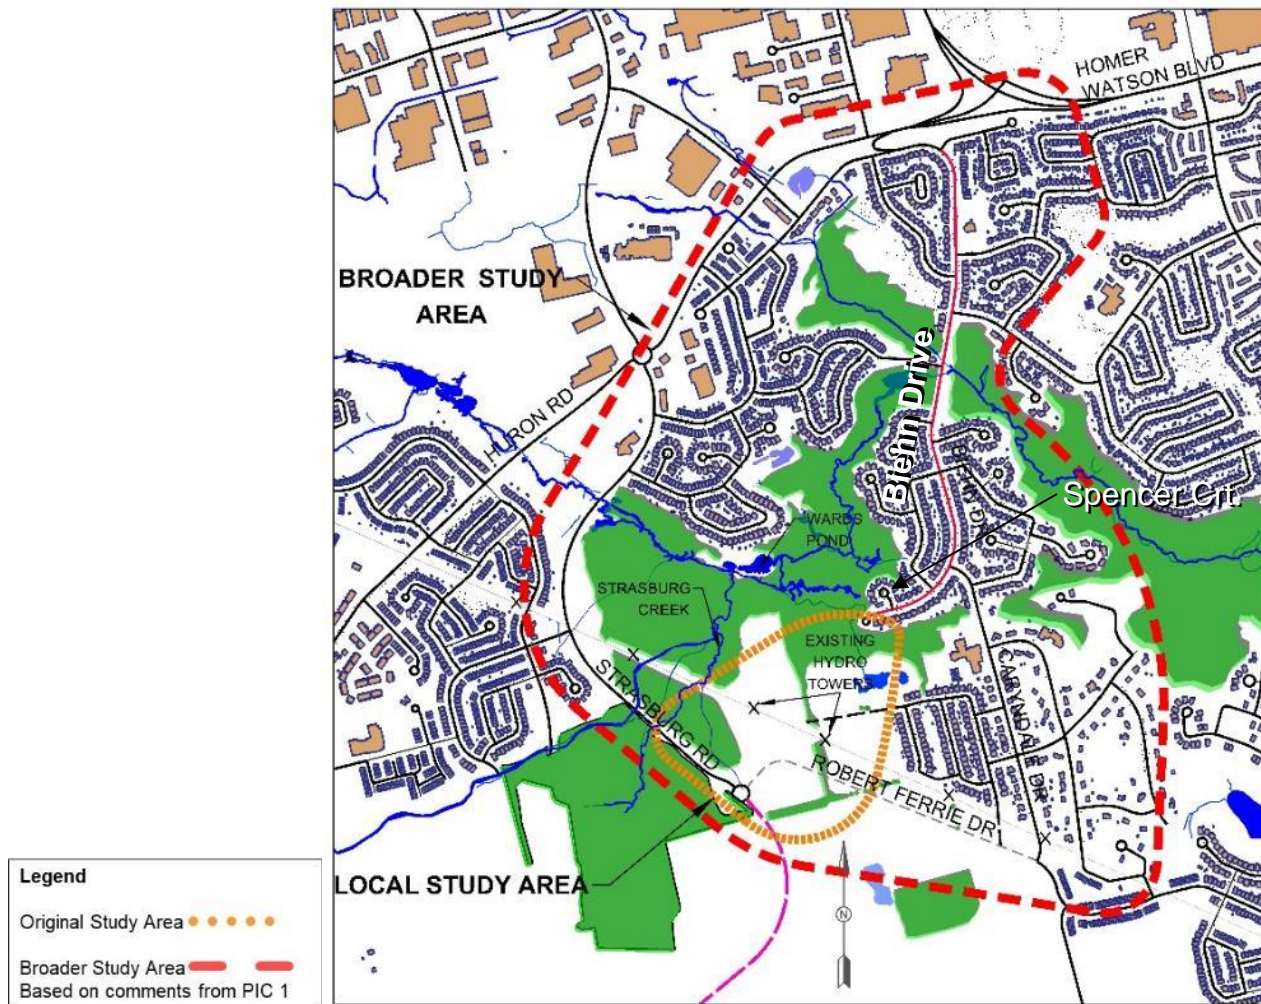 HOMER
WATSON BLVD
BROADER STUDY
AREA
HURON RD
Biehn Drive
BIEHN DR
Spencer Crt.
WARDS
POND
STRASBURG
CREEK
EXISTING
HYDRO
TOWERS
STRASBURG RD
CARYNDALE DR
ROBERT FERRIE DR
LOCAL STUDY AREA
N
Legend
Original Study Area
Broader Study Area
Based on comments from PIC 1